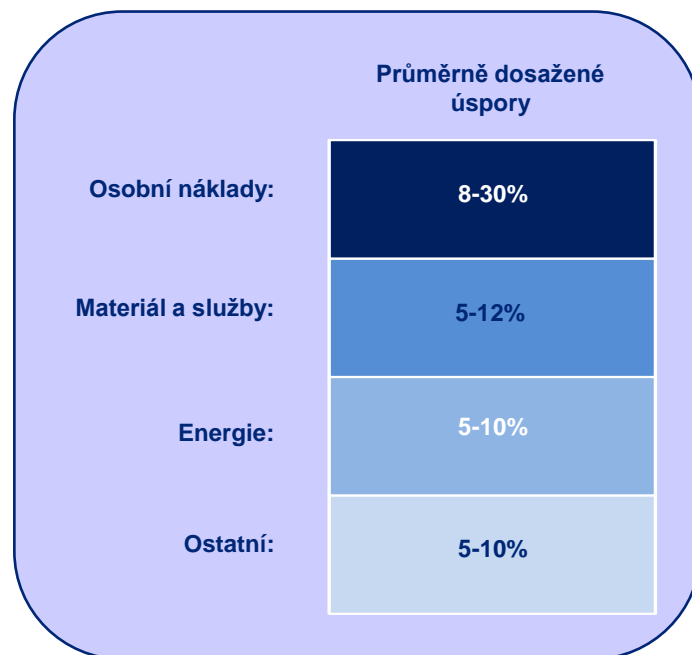 Průměrně dosažené
úspory
Osobní náklady:
8-30%
Materiál a služby:
5-12%
Energie:
5-10%
Ostatní:
5-10%